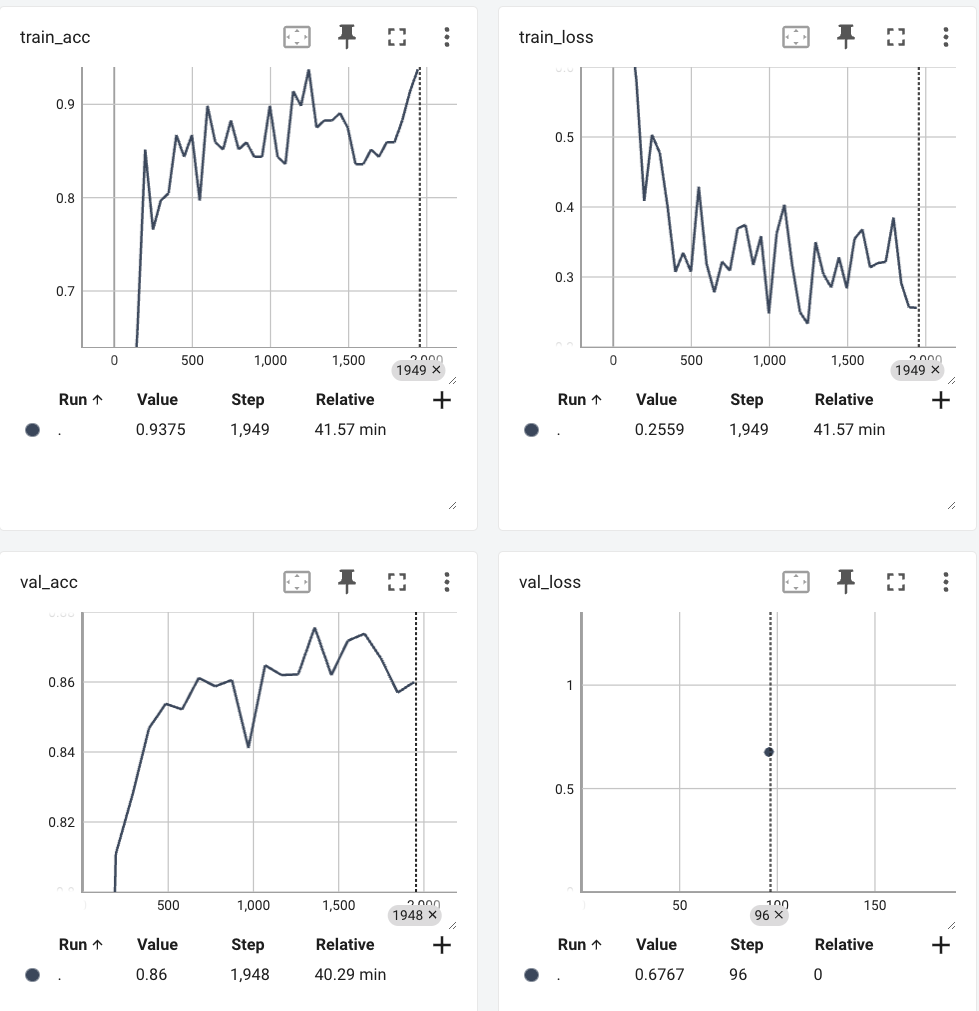 train_acc
0.9
0.8
0.7
0 500 1,000 1,500 2,000
1949 ×
Run ↑ Value Step Relative +
. 0.9375 1,949 41.57 min
train_loss
0.5
0.4
0.3
0 500 1,000 1,500 2,000
1949 ×
Run ↑ Value Step Relative +
. 0.2559 1,949 41.57 min
val_acc
0.86
0.84
0.82
500 1,000 1,500 2,000
1948 ×
Run ↑ Value Step Relative +
. 0.86 1,948 40.29 min
val_loss
1
0.5
50 100 150
96 ×
Run ↑ Value Step Relative +
. 0.6767 96 0